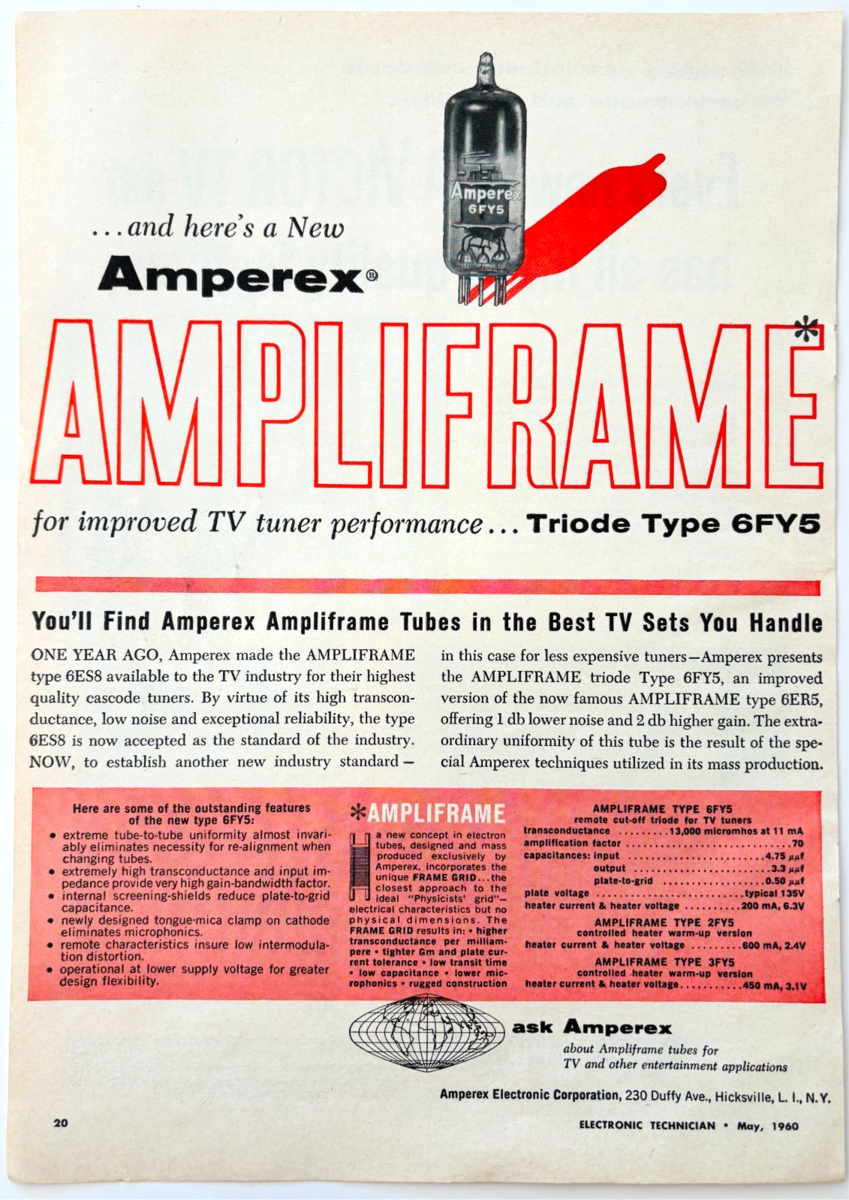 Amperex
6FY5
...and here's a New
Amperex®
AMPLIFRAME*
for improved TV tuner performance... Triode Type 6FY5
You'll Find Amperex Ampliframe Tubes in the Best TV Sets You Handle
ONE YEAR AGO, Amperex made the AMPLIFRAME
type 6ES8 available to the TV industry for their highest
quality cascode tuners. By virtue of its high transcon-
ductance, low noise and exceptional reliability, the type
6ES8 is now accepted as the standard of the industry.
NOW, to establish another new industry standard —
in this case for less expensive tuners—Amperex presents
the AMPLIFRAME triode Type 6FY5, an improved
version of the now famous AMPLIFRAME type 6ER5,
offering 1 db lower noise and 2 db higher gain. The extra-
ordinary uniformity of this tube is the result of the spe-
cial Amperex techniques utilized in its mass production.
Here are some of the outstanding features
of the new type 6FY5:
• extreme tube-to-tube uniformity almost invari-
ably eliminates necessity for re-alignment when
changing tubes.
• extremely high transconductance and input im-
pedance provide very high gain-bandwidth factor.
• internal screening-shields reduce plate-to-grid
capacitance.
• newly designed tongue-mica clamp on cathode
eliminates microphonics.
• remote characteristics insure low intermodula-
tion distortion.
• operational at lower supply voltage for greater
design flexibility.
*AMPLIFRAME
a new concept in electron
tubes, designed and mass
produced exclusively by
Amperex, incorporates the
unique FRAME GRID...the
closest approach to the
ideal "Physicists' grid"—
electrical characteristics but no
physical dimensions. The
FRAME GRID results in: • higher
transconductance per milliam-
pere • tighter Gm and plate cur-
rent tolerance • low transit time
• low capacitance • lower mic-
rophonics • rugged construction
AMPLIFRAME TYPE 6FY5
remote cut-off triode for TV tuners
transconductance .........13,000 micromhos at 11 mA
amplification factor ............................70
capacitances: input ........................4.75 μμf
output ........................3.3 μμf
plate-to-grid ...................0.50 μμf
plate voltage .........................typical 135V
heater current & heater voltage ..........200 mA, 6.3V
AMPLIFRAME TYPE 2FY5
controlled heater warm-up version
heater current & heater voltage .........600 mA, 2.4V
AMPLIFRAME TYPE 3FY5
controlled heater warm-up version
heater current & heater voltage...........450 mA, 3.1V
ask Amperex
about Ampliframe tubes for
TV and other entertainment applications
Amperex Electronic Corporation, 230 Duffy Ave., Hicksville, L. I., N.Y.
20
ELECTRONIC TECHNICIAN • May, 1960